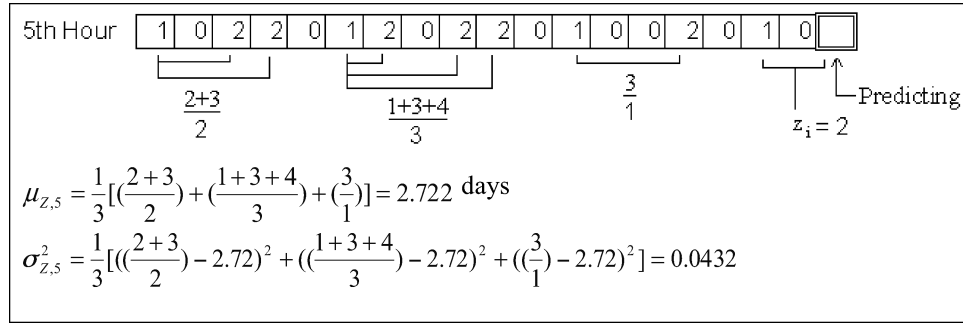 5th Hour 1 0 2 2 0 1 2 0 2 2 0 1 0 0 2 0 1 0
2+3 / 2 1+3+4 / 3 3 / 1 z_i = 2 Predicting
μ_{Z,5} = 1/3[(2+3 / 2) + (1+3+4 / 3) + (3/1)] = 2.722 days
σ²_{Z,5} = 1/3[((2+3 / 2) − 2.72)² + ((1+3+4 / 3) − 2.72)² + ((3/1) − 2.72)²] = 0.0432